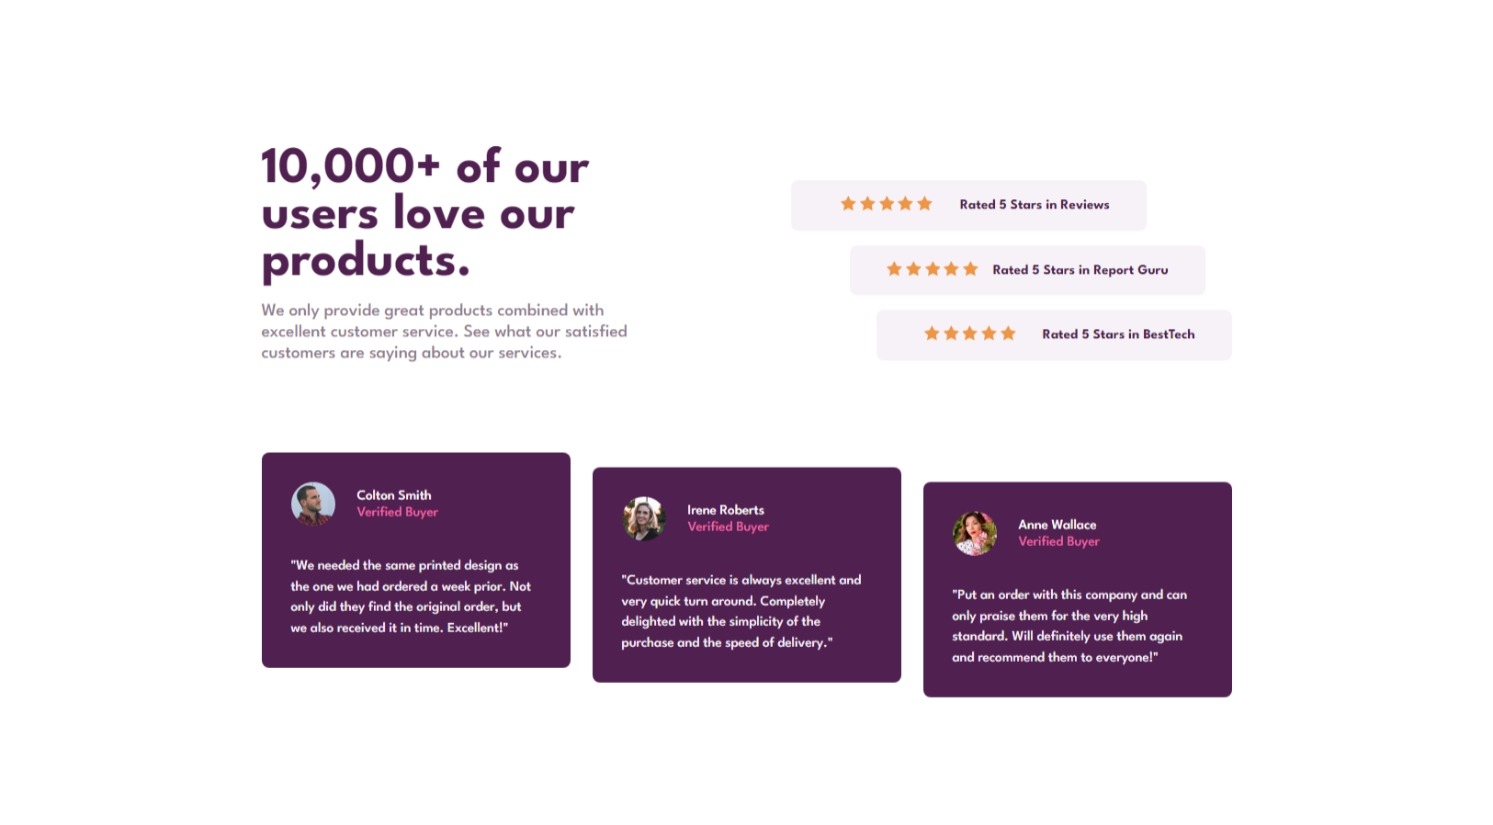 10,000+ of our
users love our
products.
We only provide great products combined with
excellent customer service. See what our satisfied
customers are saying about our services.
Rated 5 Stars in Reviews
Rated 5 Stars in Report Guru
Rated 5 Stars in BestTech
Colton Smith
Verified Buyer
"We needed the same printed design as
the one we had ordered a week prior. Not
only did they find the original order, but
we also received it in time. Excellent!"
Irene Roberts
Verified Buyer
"Customer service is always excellent and
very quick turn around. Completely
delighted with the simplicity of the
purchase and the speed of delivery."
Anne Wallace
Verified Buyer
"Put an order with this company and can
only praise them for the very high
standard. Will definitely use them again
and recommend them to everyone!"